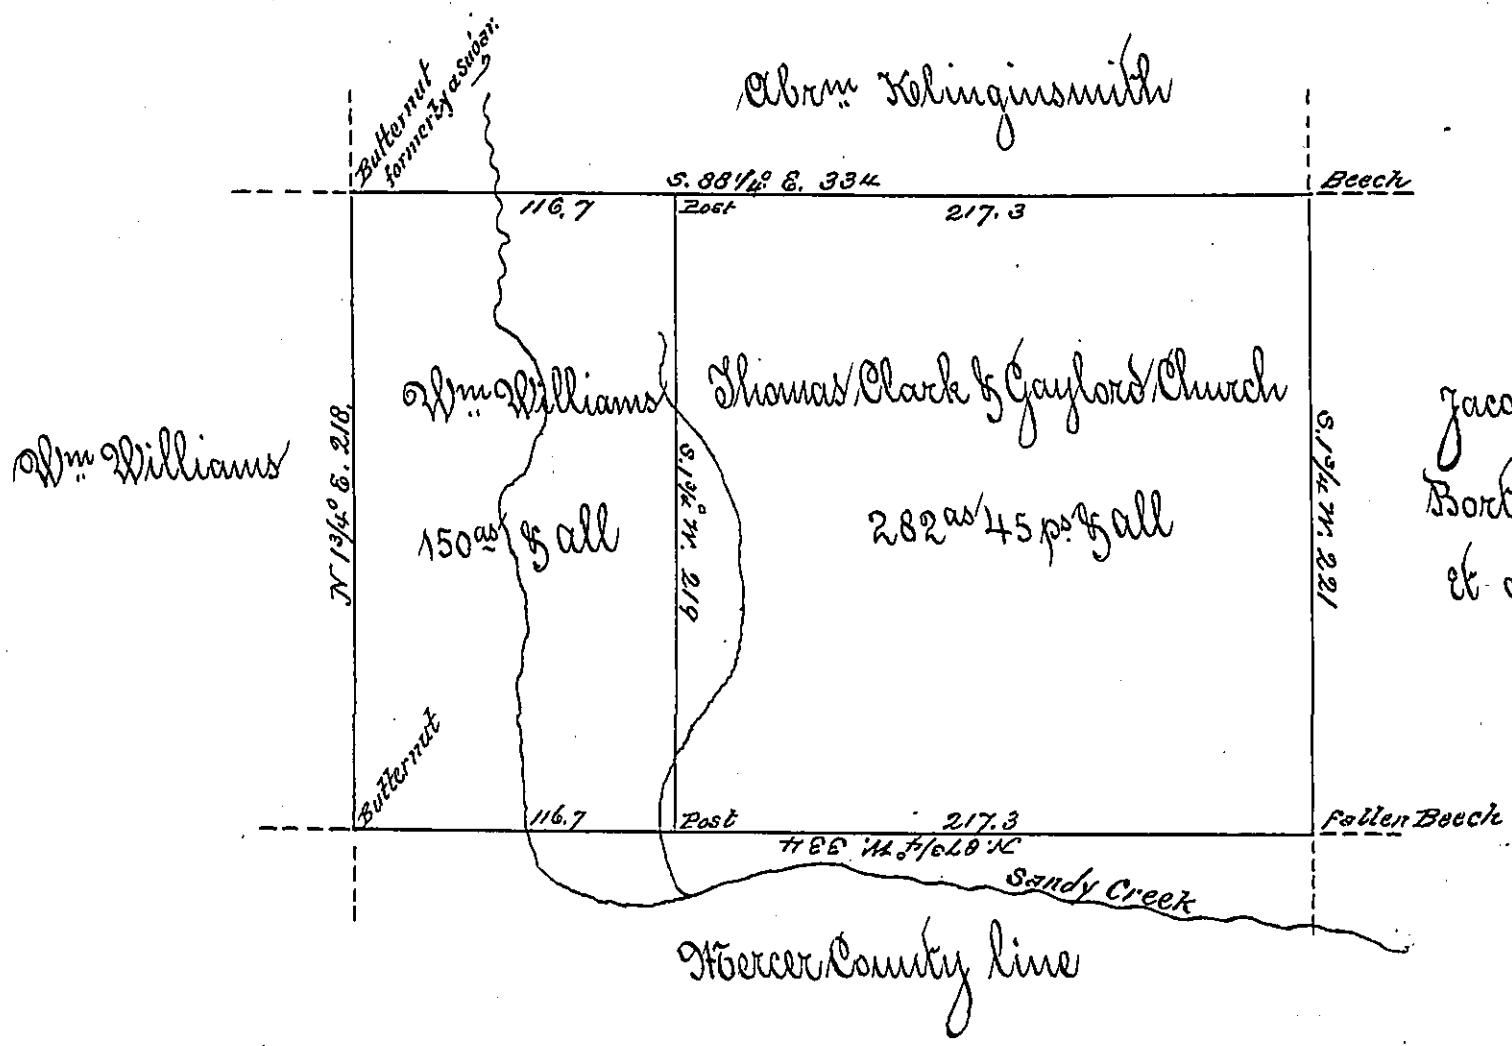 Butternut
formerly a Sugar.
Abrm Klinginsmith
S. 88 1/4° E. 334
Beech
116.7
Post
217.3
Wm Williams
N 1 3/4° E. 218.
Wm Williams
150as & all
S. 1 3/4° W. 219
Thomas Clark & Gaylord Church
282as 45 ps & all
S. 1 3/4 W. 221
Jaco
Et
Butternut
116.7
Post
217.3
Fallen Beech
N. 87 3/4° W. 334
Sandy Creek
Mercer County line